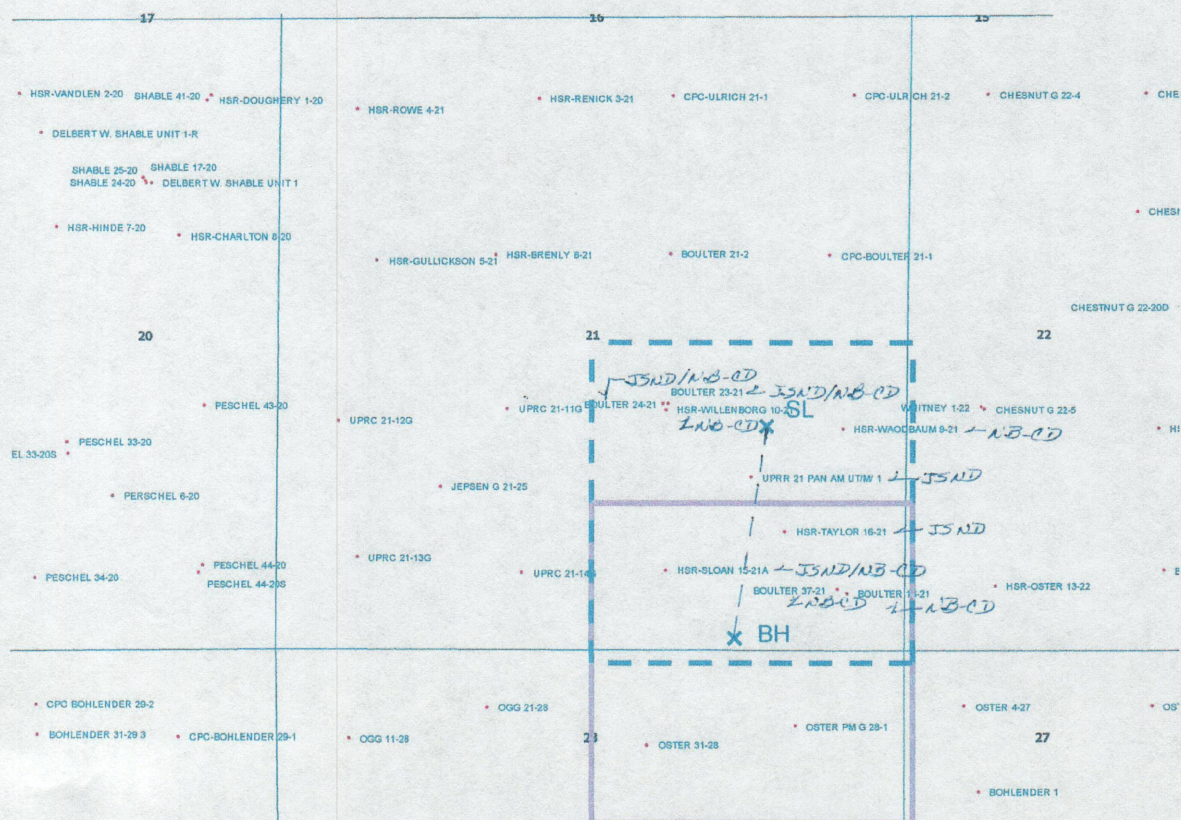 17 16 15
HSR-VANDLEN 2-20 SHABLE 41-20 HSR-DOUGHERY 1-20 HSR-ROWE 4-21 HSR-RENICK 3-21 CPC-ULRICH 21-1 CPC-ULRICH 21-2 CHESNUT G 22-4 CHE
DELBERT W. SHABLE UNIT 1-R
SHABLE 25-20 SHABLE 17-20
SHABLE 24-20 DELBERT W. SHABLE UNIT 1
CHESN
HSR-HINDE 7-20 HSR-CHARLTON 8-20
HSR-GULLICKSON 5-21 HSR-BRENLY 6-21 BOULTER 21-2 CPC-BOULTER 21-1
CHESTNUT G 22-20D
20 21 22
JSND/NB-CD
BOULTER 23-21 JSND/NB-CD
PESCHEL 43-20 UPRC 21-11G BOULTER 24-21 HSR-WILLENBORG 10-21 SL WHITNEY 1-22 CHESNUT G 22-5
UPRC 21-12G NB-CD HSR-WAODBAUM 9-21 NB-CD
PESCHEL 33-20
EL 33-20S
UPRR 21 PAN AM UT/W/ 1 JSND
PERSCHEL 6-20 JEPSEN G 21-25
HSR-TAYLOR 16-21 JSND
PESCHEL 44-20 UPRC 21-13G
PESCHEL 34-20 PESCHEL 44-20S UPRC 21-14G HSR-SLOAN 15-21A JSND/NB-CD
BOULTER 37-21 BOULTER 11-21 HSR-OSTER 13-22
NB-CD NB-CD
BH
CPC BOHLENDER 29-2 OGG 21-28 OSTER 4-27 OS
BOHLENDER 31-29 3 CPC-BOHLENDER 29-1 OGG 11-28 28 OSTER 31-28 OSTER PM G 28-1 27
BOHLENDER 1